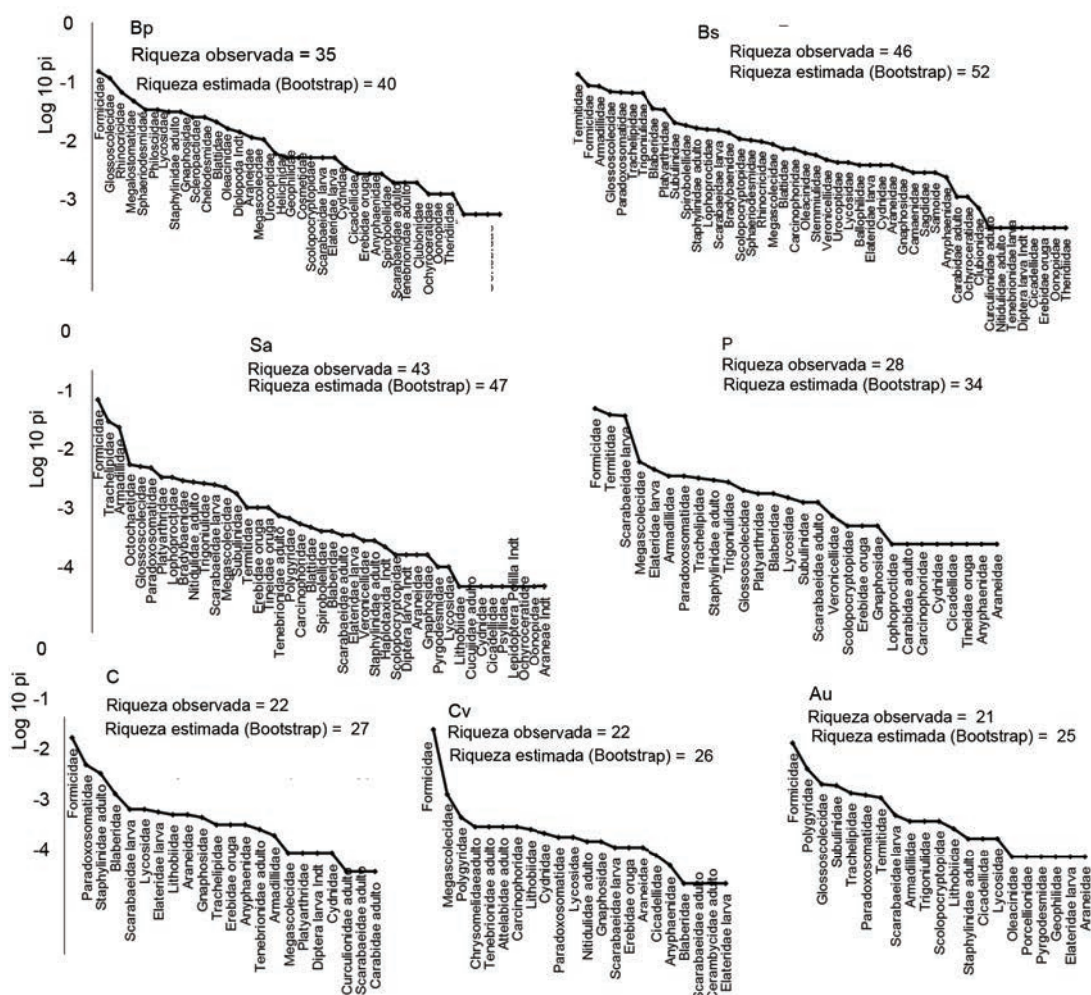 0
Bp
Riqueza observada = 35
Riqueza estimada (Bootstrap) = 40
-1
-2
-3
-4
Log 10 pi
Formicidae
Glossoscolecidae
Rhinocricidae
Megalostomatidae
Sphaeriodesmidae
Philosciidae
Lycosidae
Staphylinidae adulto
Gnaphosidae
Scleropactidae
Chelodesmidae
Blattidae
Oleacinidae
Diplopoda Indt
Araneidae
Megascolecidae
Urocoptidae
Helicinidae
Geophilidae
Cosmetidae
Scolopocryptopidae
Scarabaeidae larva
Elateridae larva
Cydnidae
Cicadellidae
Erebidae oruga
Anyphaenidae
Spirobolellidae
Scarabaeidae adulto
Tenebrionidae adulto
Clubionidae
Ochyroceratidae
Oonopidae
Theridiidae
Bs
Riqueza observada = 46
Riqueza estimada (Bootstrap) = 52
Termitidae
Formicidae
Armadillidae
Glossoscolecidae
Paradoxosomatidae
Trachelipidae
Trigoniulidae
Blaberidae
Platyarthridae
Subulinidae
Spirobolellidae
Staphylinidae adulto
Lophoproctidae
Scarabaeidae larva
Bradybaenidae
Scolopocryptopidae
Sphaeriodesmidae
Rhinocricidae
Megascolecidae
Blattidae
Carcinophoridae
Oleacinidae
Stemmiulidae
Veronicellidae
Urocoptidae
Lycosidae
Ballophilidae
Elateridae larva
Cydnidae
Araneidae
Gnaphosidae
Camaenidae
Sagdidae
Samoide
Anyphaenidae
Carabidae adulto
Ochyroceratidae
Clubionidae
Curculionidae adulto
Nitidulidae adulto
Tenebrionidae larva
Diptera larva Indt
Cicadellidae
Erebidae oruga
Oonopidae
Theridiidae
0
Sa
Riqueza observada = 43
Riqueza estimada (Bootstrap) = 47
-1
-2
-3
-4
Log 10 pi
Formicidae
Trachelipidae
Armadillidae
Octochaetidae
Glossoscolecidae
Paradoxosomatidae
Platyarthridae
Lophoproctidae
Bradybaenidae
Nitidulidae adulto
Trigoniulidae
Scarabaeidae larva
Megascolecidae
Subulinidae
Termitidae
Erebidae oruga
Tineidae oruga
Tenebrionidae adulto
Polygyridae
Carcinophoridae
Blattidae
Spirobolellidae
Blaberidae
Scarabaeidae adulto
Elateridae larva
Veronicellidae
Staphylinidae adulto
Haplotaxida Indt
Scolopocryptopidae
Diptera larva Indt
Araneidae
Gnaphosidae
Pyrgodesmidae
Lycosidae
Lithobiidae
Cucujidae adulto
Cydnidae
Cicadellidae
Psyllidae
Lepidoptera Pelilla Indt
Ochyroceratidae
Oonopidae
Araneae Indt
P
Riqueza observada = 28
Riqueza estimada (Bootstrap) = 34
Formicidae
Termitidae
Scarabaeidae larva
Megascolecidae
Elateridae larva
Armadillidae
Paradoxosomatidae
Trachelipidae
Staphylinidae adulto
Trigoniulidae
Glossoscolecidae
Platyarthridae
Blaberidae
Lycosidae
Subulinidae
Scarabaeidae adulto
Veronicellidae
Scolopocryptopidae
Erebidae oruga
Gnaphosidae
Lophoproctidae
Carabidae adulto
Carcinophoridae
Cydnidae
Cicadellidae
Tineidae oruga
Anyphaenidae
Araneidae
0
C
Riqueza observada = 22
Riqueza estimada (Bootstrap) = 27
-1
-2
-3
-4
Log 10 pi
Formicidae
Paradoxosomatidae
Staphylinidae adulto
Blaberidae
Scarabaeidae larva
Lycosidae
Elateridae larva
Lithobiidae
Araneidae
Gnaphosidae
Trachelipidae
Erebidae oruga
Anyphaenidae
Tenebrionidae adulto
Armadillidae
Megascolecidae
Platyarthridae
Diptera larva Indt
Cydnidae
Curculionidae adulto
Scarabaeidae adulto
Carabidae adulto
Cv
Riqueza observada = 22
Riqueza estimada (Bootstrap) = 26
Formicidae
Megascolecidae
Polygyridae
Chrysomelidaeadulto
Tenebrionidae adulto
Attelabidae adulto
Carcinophoridae
Lithobiidae
Cydnidae
Paradoxosomatidae
Lycosidae
Nitidulidae adulto
Gnaphosidae
Scarabaeidae larva
Erebidae oruga
Araneidae
Cicadellidae
Anyphaenidae
Blaberidae
Scarabaeidae adulto
Cerambycidae adulto
Elateridae larva
Au
Riqueza observada = 21
Riqueza estimada (Bootstrap) = 25
Formicidae
Polygyridae
Glossoscolecidae
Subulinidae
Trachelipidae
Paradoxosomatidae
Termitidae
Scarabaeidae larva
Armadillidae
Trigoniulidae
Scolopocryptopidae
Lithobiidae
Staphylinidae adulto
Cicadellidae
Lycosidae
Oleacinidae
Porcellionidae
Pyrgodesmidae
Geophilidae
Elateridae larva
Araneidae